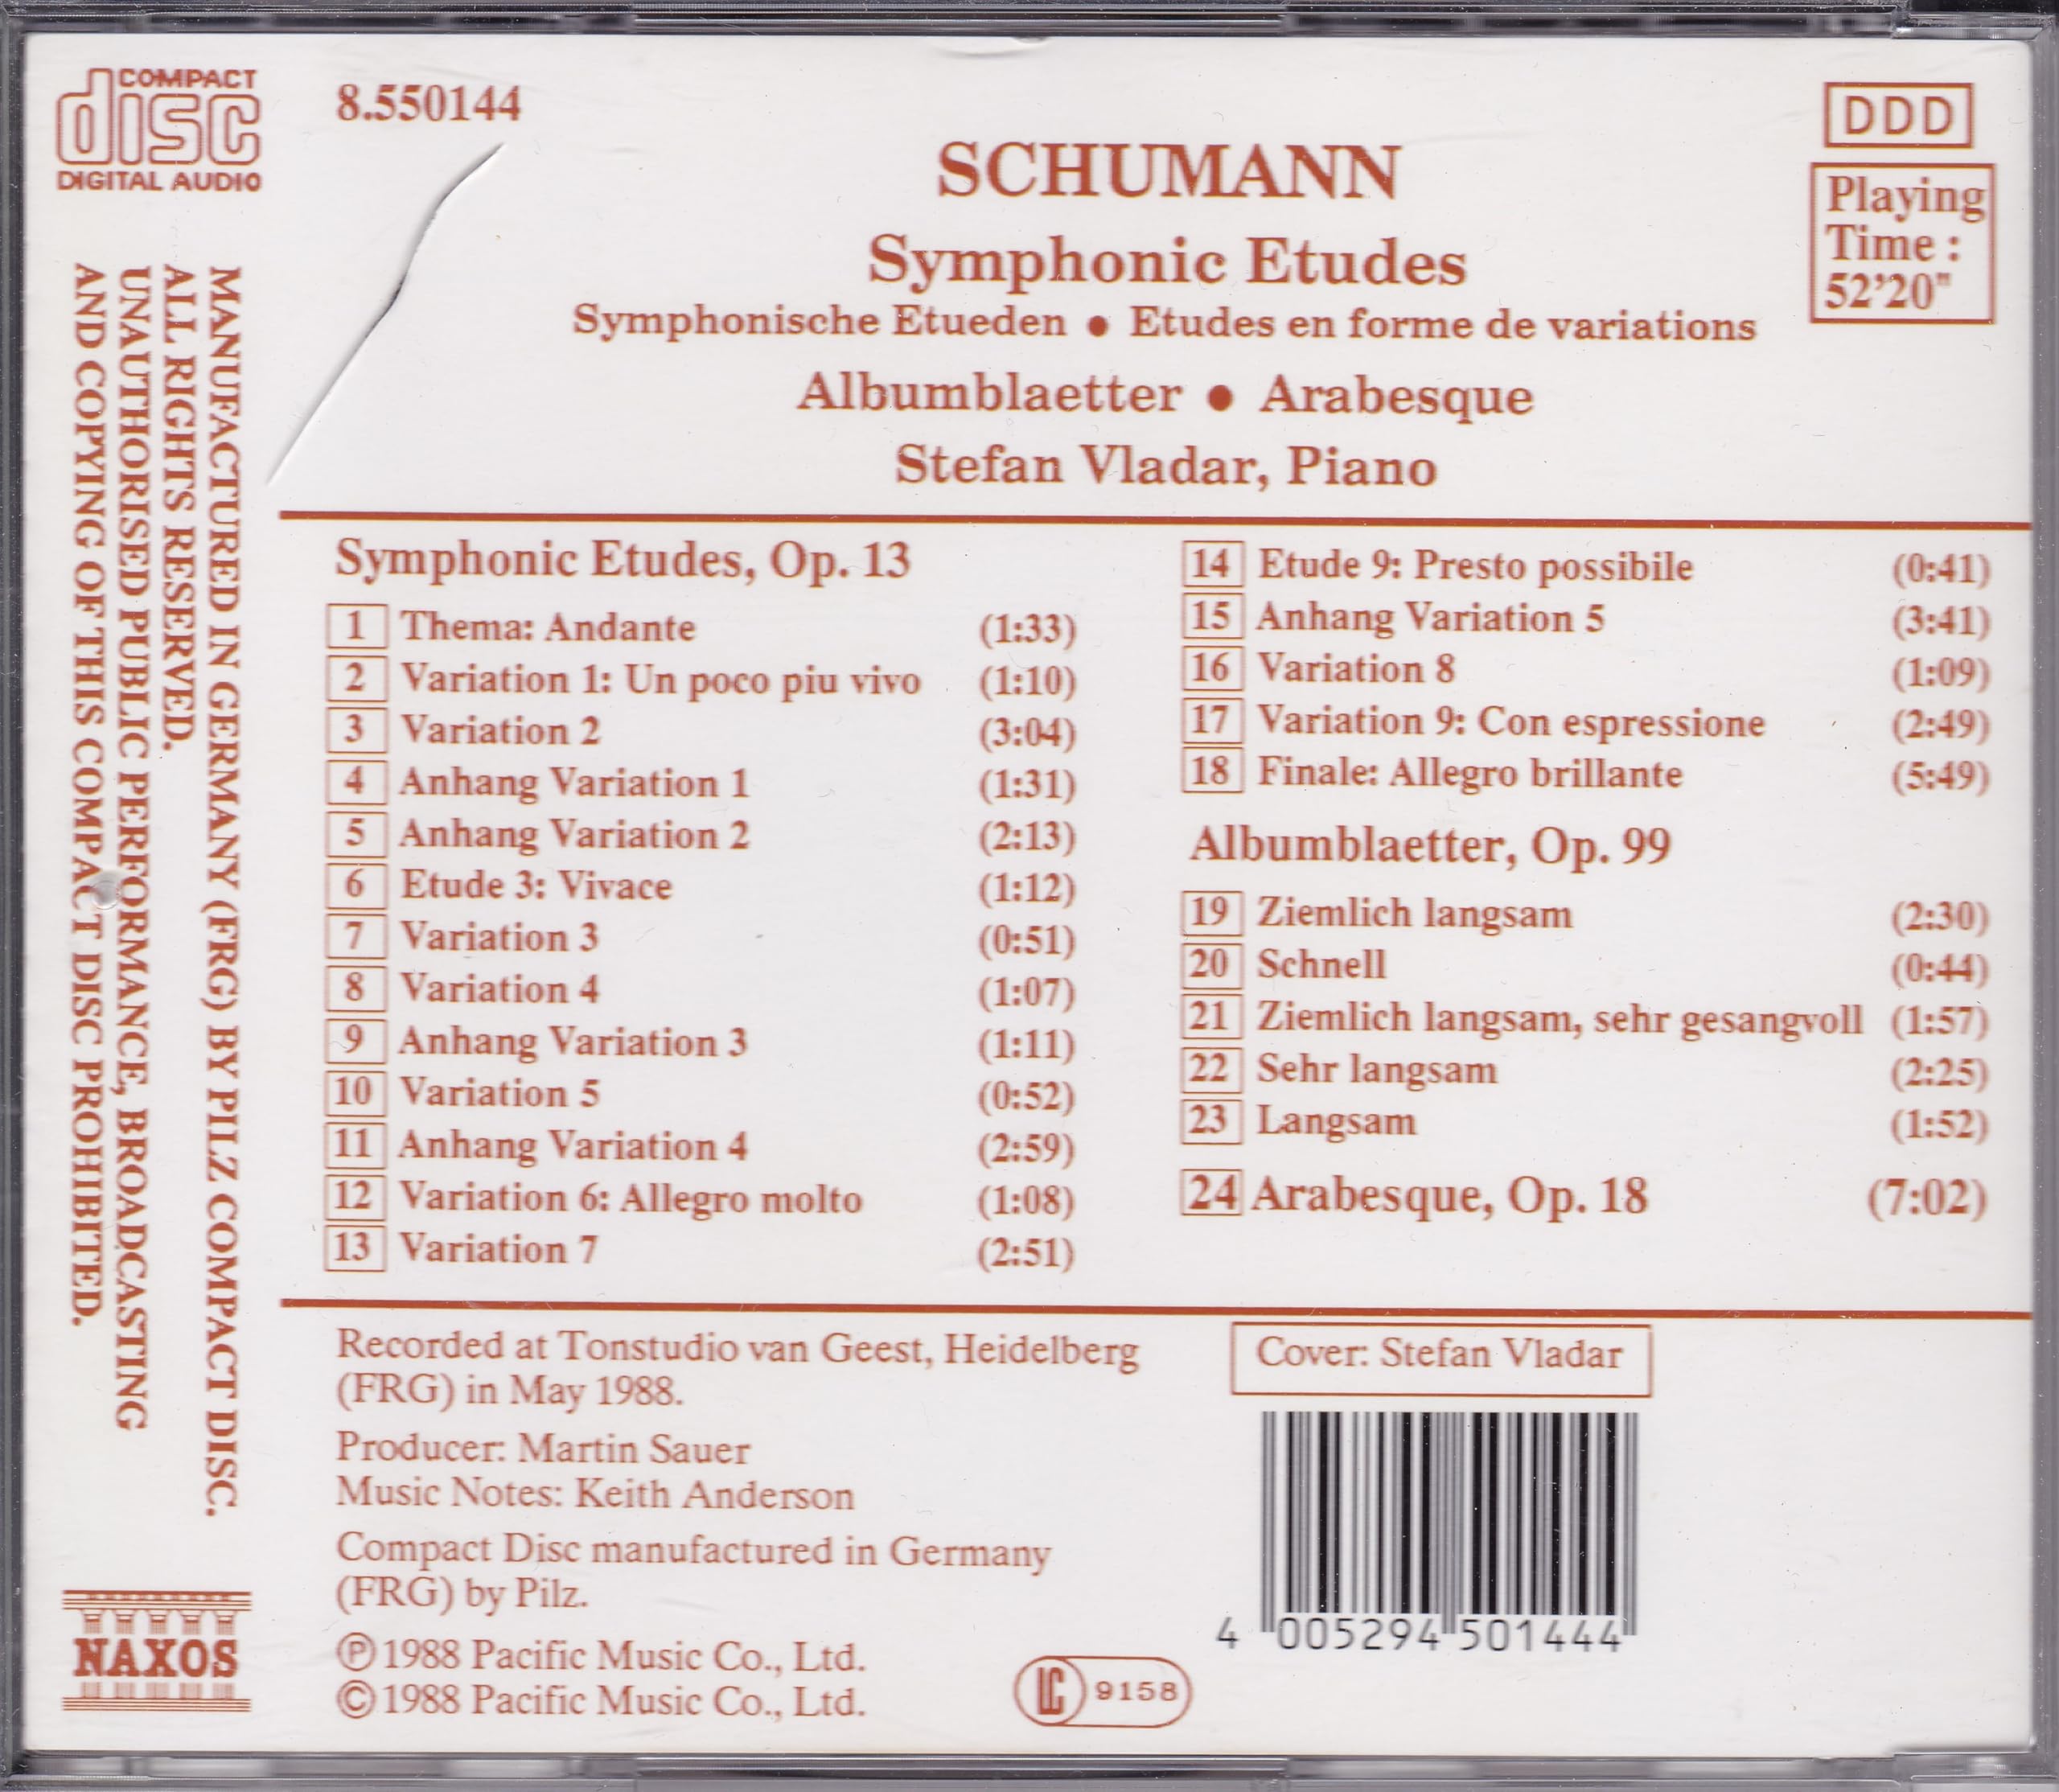 COMPACT
disc
DIGITAL AUDIO
8.550144
DDD
Playing
Time :
52'20"
SCHUMANN
Symphonic Etudes
Symphonische Etueden ● Etudes en forme de variations
Albumblaetter ● Arabesque
Stefan Vladar, Piano
MANUFACTURED IN GERMANY (FRG) BY PILZ COMPACT DISC.
ALL RIGHTS RESERVED.
UNAUTHORISED PUBLIC PERFORMANCE, BROADCASTING
AND COPYING OF THIS COMPACT DISC PROHIBITED.
Symphonic Etudes, Op. 13
1 Thema: Andante (1:33)
2 Variation 1: Un poco piu vivo (1:10)
3 Variation 2 (3:04)
4 Anhang Variation 1 (1:31)
5 Anhang Variation 2 (2:13)
6 Etude 3: Vivace (1:12)
7 Variation 3 (0:51)
8 Variation 4 (1:07)
9 Anhang Variation 3 (1:11)
10 Variation 5 (0:52)
11 Anhang Variation 4 (2:59)
12 Variation 6: Allegro molto (1:08)
13 Variation 7 (2:51)
14 Etude 9: Presto possibile (0:41)
15 Anhang Variation 5 (3:41)
16 Variation 8 (1:09)
17 Variation 9: Con espressione (2:49)
18 Finale: Allegro brillante (5:49)
Albumblaetter, Op. 99
19 Ziemlich langsam (2:30)
20 Schnell (0:44)
21 Ziemlich langsam, sehr gesangvoll (1:57)
22 Sehr langsam (2:25)
23 Langsam (1:52)
24 Arabesque, Op. 18 (7:02)
Recorded at Tonstudio van Geest, Heidelberg
(FRG) in May 1988.
Producer: Martin Sauer
Music Notes: Keith Anderson
Compact Disc manufactured in Germany
(FRG) by Pilz.
Ⓟ 1988 Pacific Music Co., Ltd.
© 1988 Pacific Music Co., Ltd.
Cover: Stefan Vladar
4 005294 501444
LC 9158
NAXOS